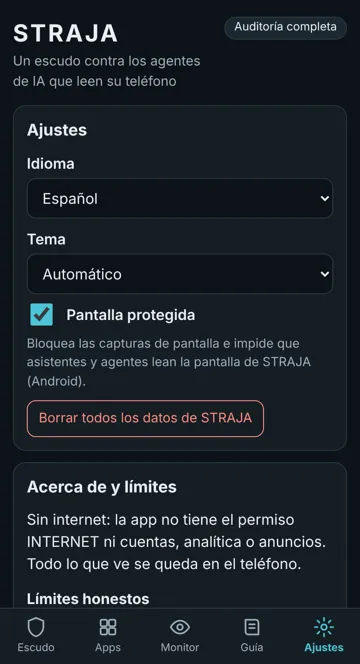 STRAJA
Auditoría completa
Un escudo contra los agentes
de IA que leen su teléfono
Ajustes
Idioma
Español
Tema
Automático
Pantalla protegida
Bloquea las capturas de pantalla e impide que
asistentes y agentes lean la pantalla de STRAJA
(Android).
Borrar todos los datos de STRAJA
Acerca de y límites
Sin internet: la app no tiene el permiso
INTERNET ni cuentas, analítica o anuncios.
Todo lo que ve se queda en el teléfono.
Límites honestos
Escudo
Apps
Monitor
Guía
Ajustes